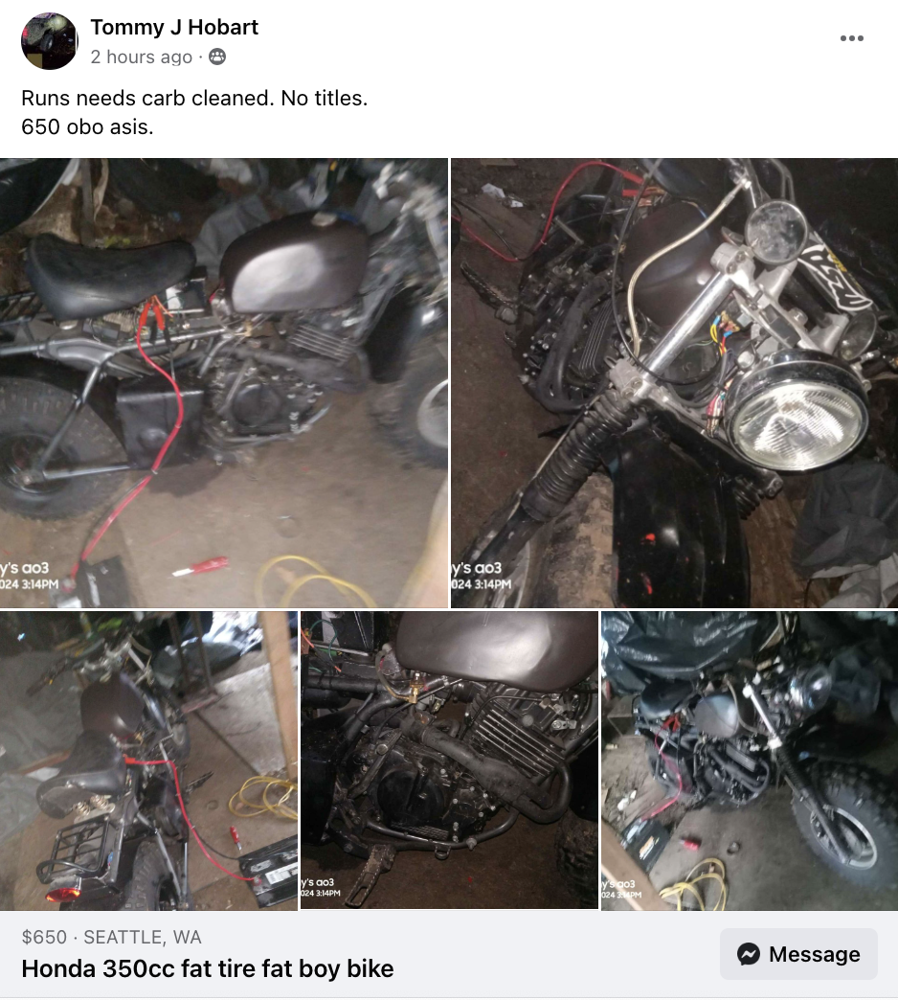 Tommy J Hobart
2 hours ago ·
Runs needs carb cleaned. No titles.
650 obo asis.
y's ao3
024 3:14PM
y's ao3
024 3:14PM
y's ao3
024 3:14PM
y's ao3
024 3:14PM
$650 · SEATTLE, WA
Honda 350cc fat tire fat boy bike
Message